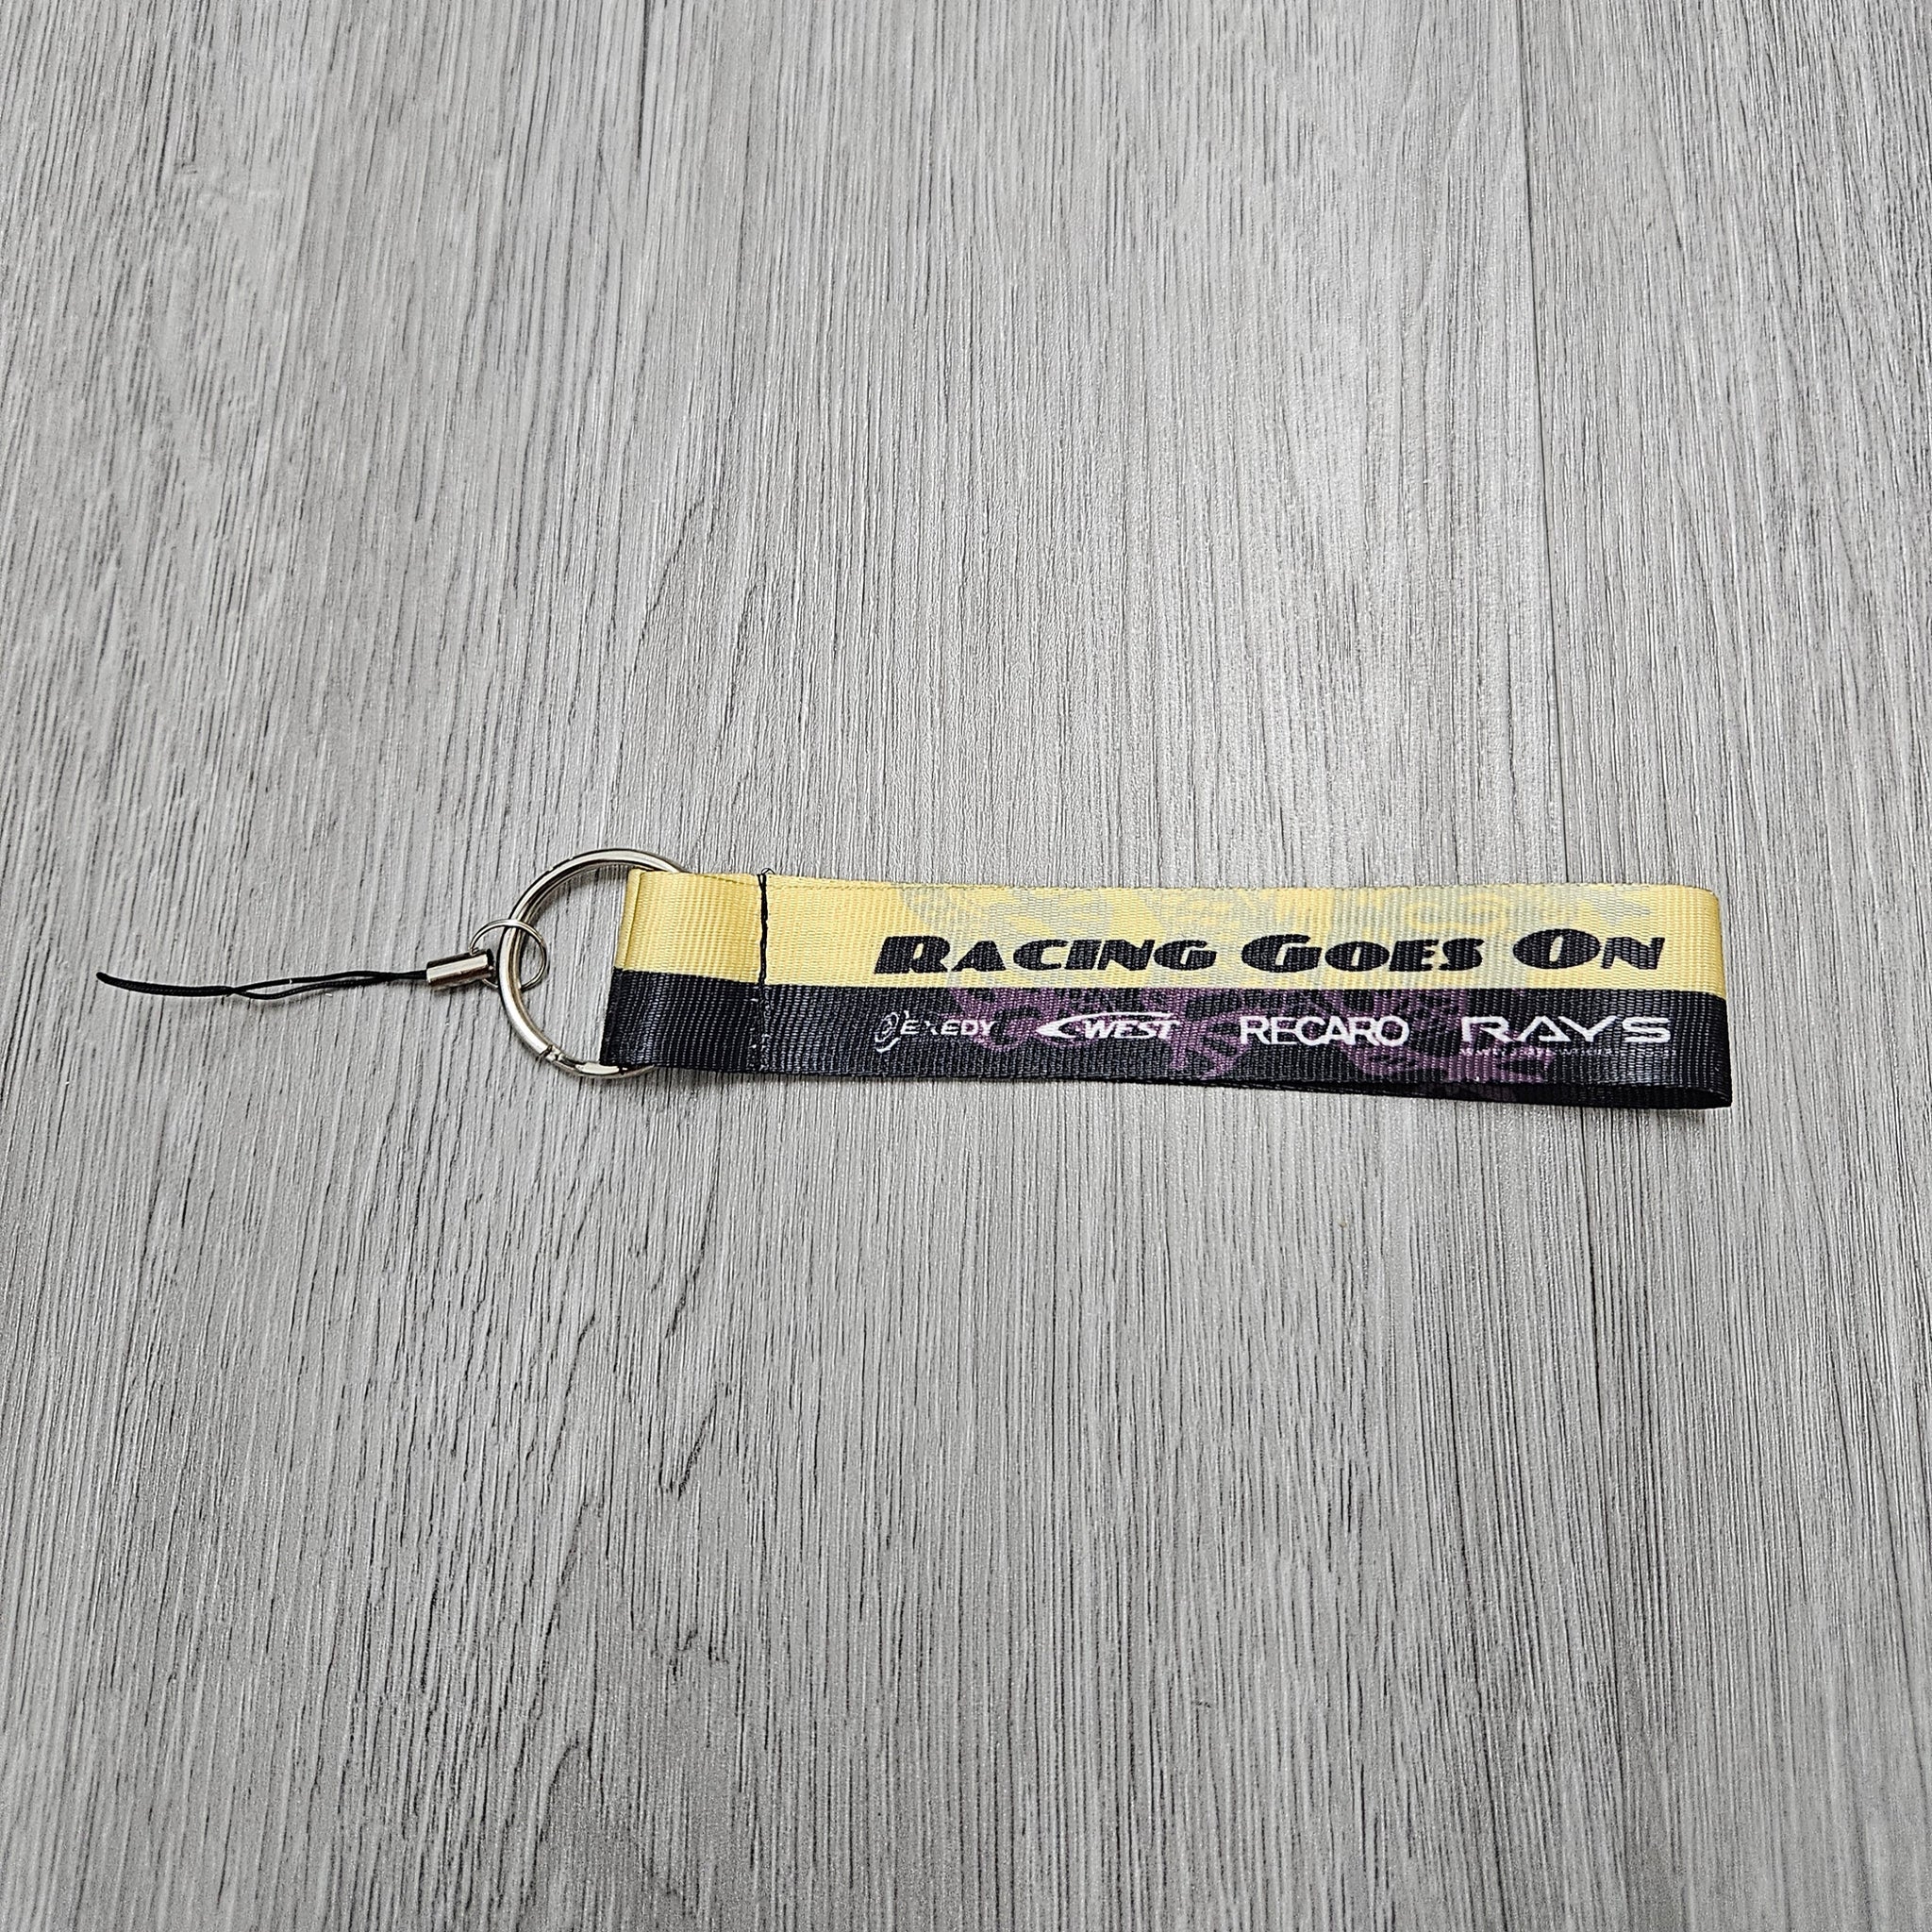 RACING GOES ON
EXEDY WEST RECARO RAYS